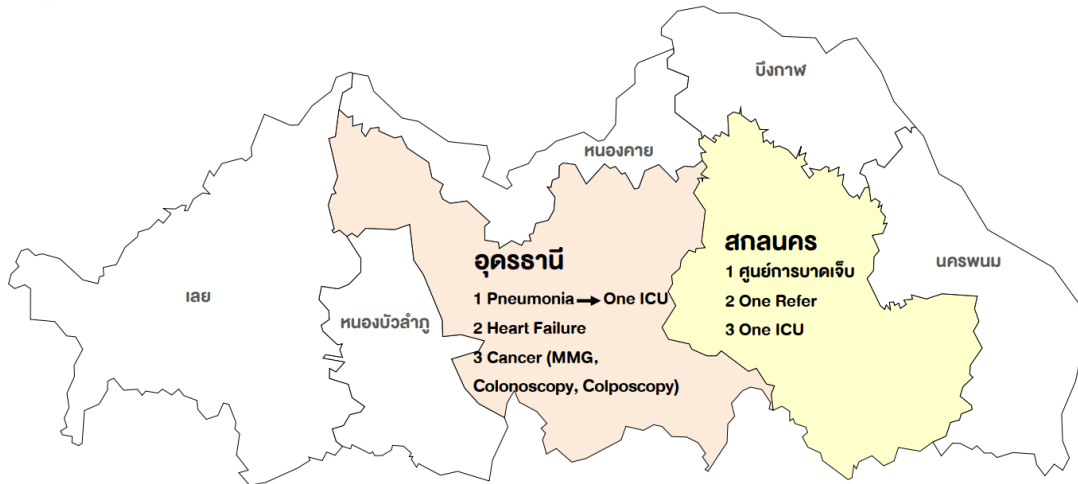 บึงกาฬ
หนองคาย
อุดรธานี
1 Pneumonia → One ICU
2 Heart Failure
3 Cancer (MMG,
Colonoscopy, Colposcopy)
สกลนคร
1 ศูนย์การบาดเจ็บ
2 One Refer
3 One ICU
นครพนม
เลย
หนองบัวลำภู